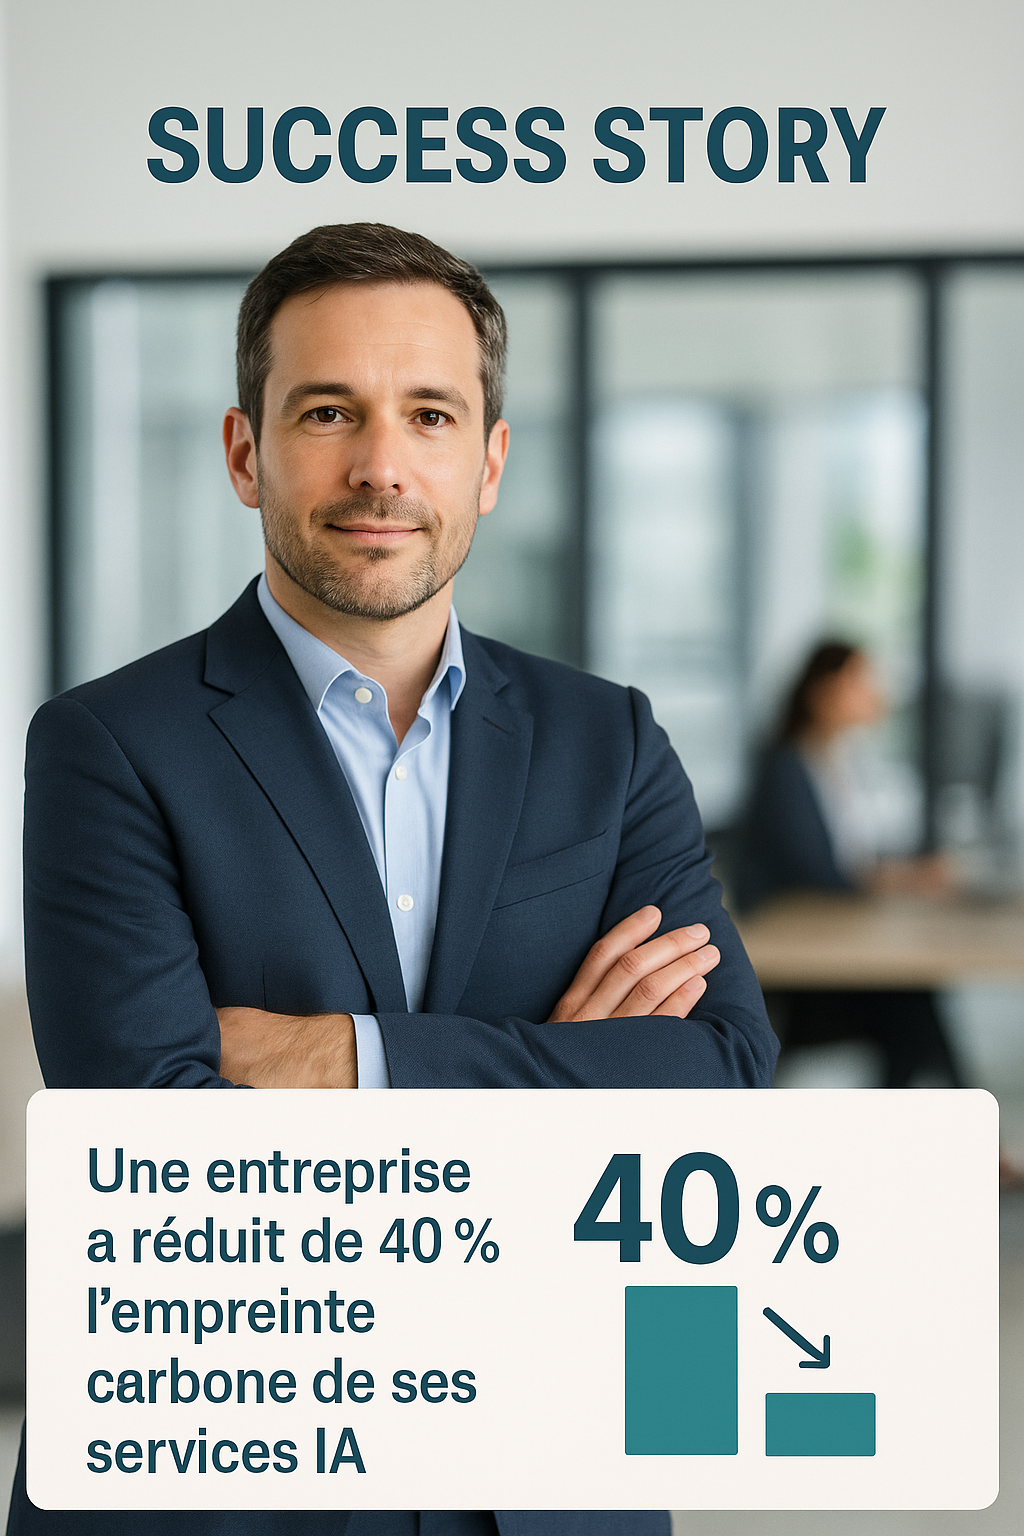 SUCCESS STORY
Une entreprise
a réduit de 40 %
l’empreinte
carbone de ses
services IA
40 %